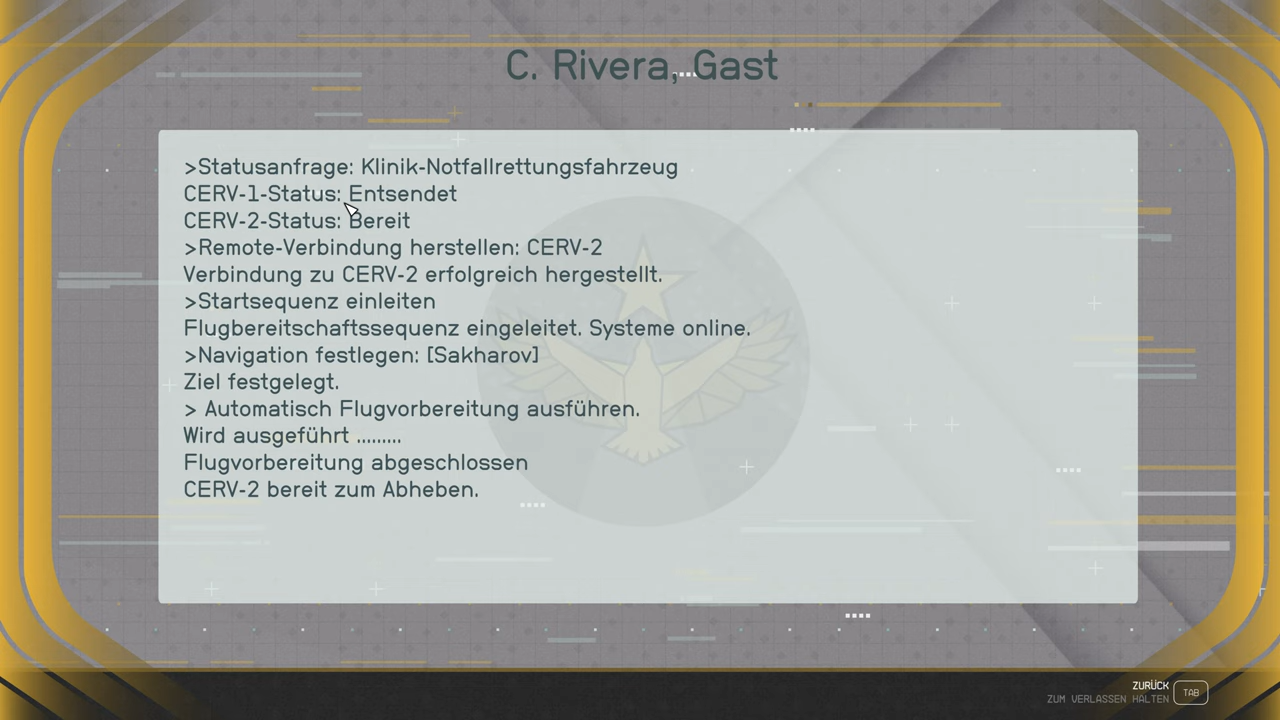 C. Rivera, Gast
>Statusanfrage: Klinik-Notfallrettungsfahrzeug
CERV-1-Status: Entsendet
CERV-2-Status: Bereit
>Remote-Verbindung herstellen: CERV-2
Verbindung zu CERV-2 erfolgreich hergestellt.
>Startsequenz einleiten
Flugbereitschaftssequenz eingeleitet. Systeme online.
>Navigation festlegen: [Sakharov]
Ziel festgelegt.
> Automatisch Flugvorbereitung ausführen.
Wird ausgeführt .........
Flugvorbereitung abgeschlossen
CERV-2 bereit zum Abheben.
ZURÜCK
ZUM VERLASSEN HALTEN TAB